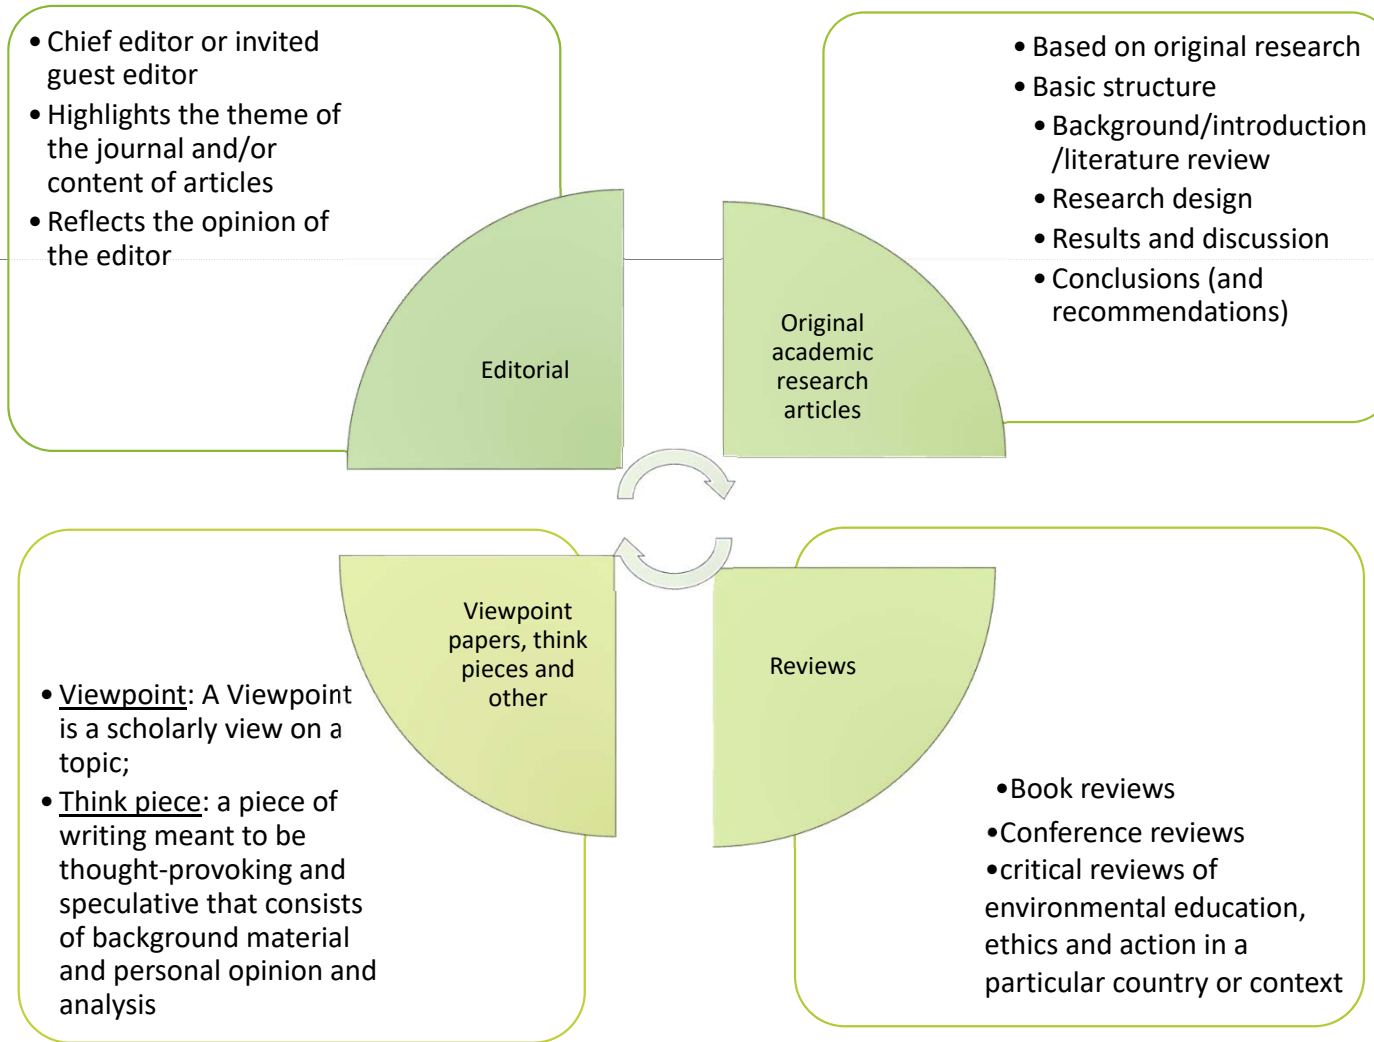 • Chief editor or invited
guest editor
• Highlights the theme of
the journal and/or
content of articles
• Reflects the opinion of
the editor
Editorial
• Based on original research
• Basic structure
• Background/introduction
/literature review
• Research design
• Results and discussion
• Conclusions (and
recommendations)
Original
academic
research
articles
Viewpoint
papers, think
pieces and
other
• Viewpoint: A Viewpoint
is a scholarly view on a
topic;
• Think piece: a piece of
writing meant to be
thought-provoking and
speculative that consists
of background material
and personal opinion and
analysis
Reviews
•Book reviews
•Conference reviews
•critical reviews of
environmental education,
ethics and action in a
particular country or context